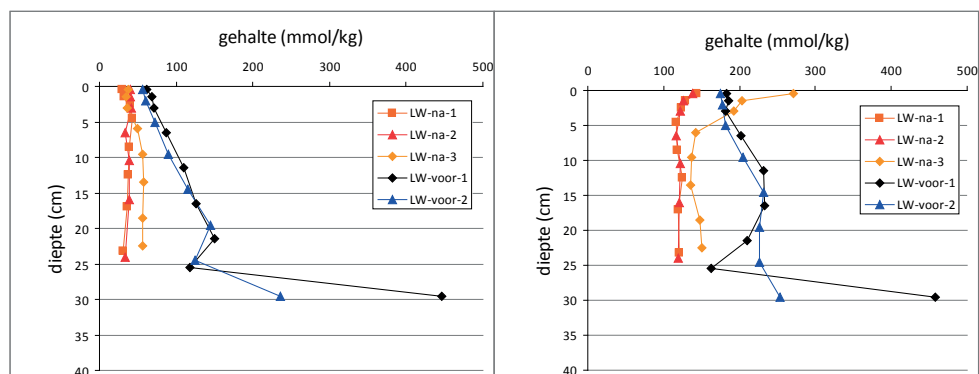 gehalte (mmol/kg)
0 100 200 300 400 500
0
5
10
15
20
25
30
35
40
diepte (cm)
LW-na-1
LW-na-2
LW-na-3
LW-voor-1
LW-voor-2
gehalte (mmol/kg)
0 100 200 300 400 500
0
5
10
15
20
25
30
35
40
diepte (cm)
LW-na-1
LW-na-2
LW-na-3
LW-voor-1
LW-voor-2